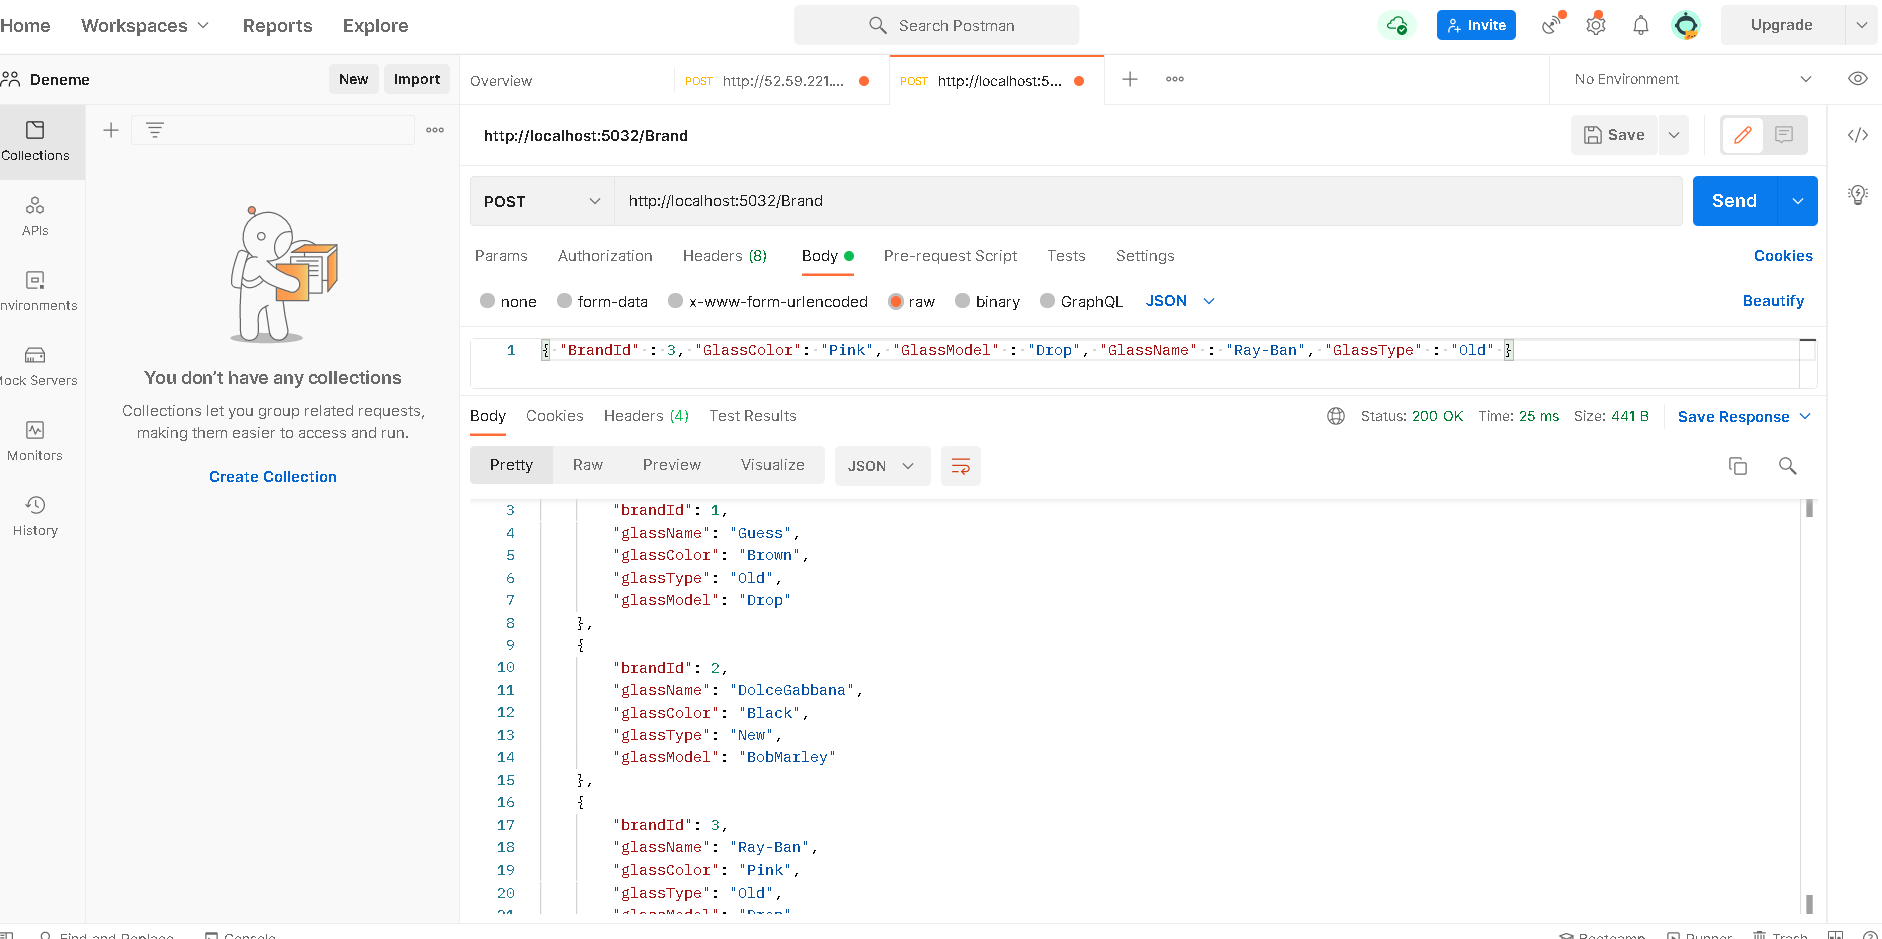 Home Workspaces Reports Explore Search Postman Invite Upgrade
Deneme New Import Overview POST http://52.59.221.... POST http://localhost:5... No Environment
Collections http://localhost:5032/Brand Save
POST http://localhost:5032/Brand Send
APIs
Params Authorization Headers (8) Body Pre-request Script Tests Settings Cookies
nvironments none form-data x-www-form-urlencoded raw binary GraphQL JSON Beautify
1 { "BrandId" : 3, "GlassColor": "Pink", "GlassModel" : "Drop", "GlassName" : "Ray-Ban", "GlassType" : "Old" }
Mock Servers
You don't have any collections
Collections let you group related requests,
making them easier to access and run.
Create Collection
Monitors
History
Body Cookies Headers (4) Test Results Status: 200 OK Time: 25 ms Size: 441 B Save Response
Pretty Raw Preview Visualize JSON
3 "brandId": 1,
4 "glassName": "Guess",
5 "glassColor": "Brown",
6 "glassType": "Old",
7 "glassModel": "Drop"
8 },
9 {
10 "brandId": 2,
11 "glassName": "DolceGabbana",
12 "glassColor": "Black",
13 "glassType": "New",
14 "glassModel": "BobMarley"
15 },
16 {
17 "brandId": 3,
18 "glassName": "Ray-Ban",
19 "glassColor": "Pink",
20 "glassType": "Old",
21 "glassModel": "Drop"
Find and Replace Console Bootcamp Runner Trash